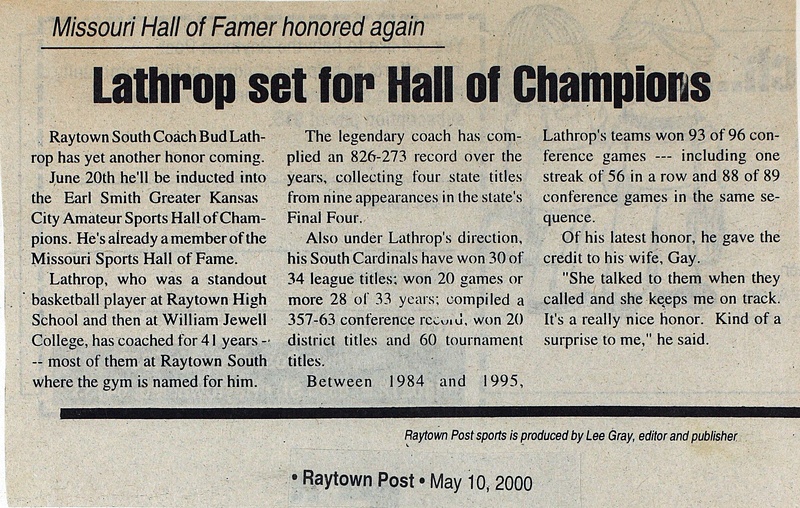 Missouri Hall of Famer honored again
Lathrop set for Hall of Champions
Raytown South Coach Bud Lath-
rop has yet another honor coming.
June 20th he'll be inducted into
the Earl Smith Greater Kansas
City Amateur Sports Hall of Cham-
pions. He's already a member of the
Missouri Sports Hall of Fame.
Lathrop, who was a standout
basketball player at Raytown High
School and then at William Jewell
College, has coached for 41 years --
-- most of them at Raytown South
where the gym is named for him.
The legendary coach has com-
plied an 826-273 record over the
years, collecting four state titles
from nine appearances in the state's
Final Four.
Also under Lathrop's direction,
his South Cardinals have won 30 of
34 league titles; won 20 games or
more 28 of 33 years; compiled a
357-63 conference record, won 20
district titles and 60 tournament
titles.
Between 1984 and 1995,
Lathrop's teams won 93 of 96 con-
ference games --- including one
streak of 56 in a row and 88 of 89
conference games in the same se-
quence.
Of his latest honor, he gave the
credit to his wife, Gay.
"She talked to them when they
called and she keeps me on track.
It's a really nice honor. Kind of a
surprise to me," he said.
Raytown Post sports is produced by Lee Gray, editor and publisher
• Raytown Post • May 10, 2000